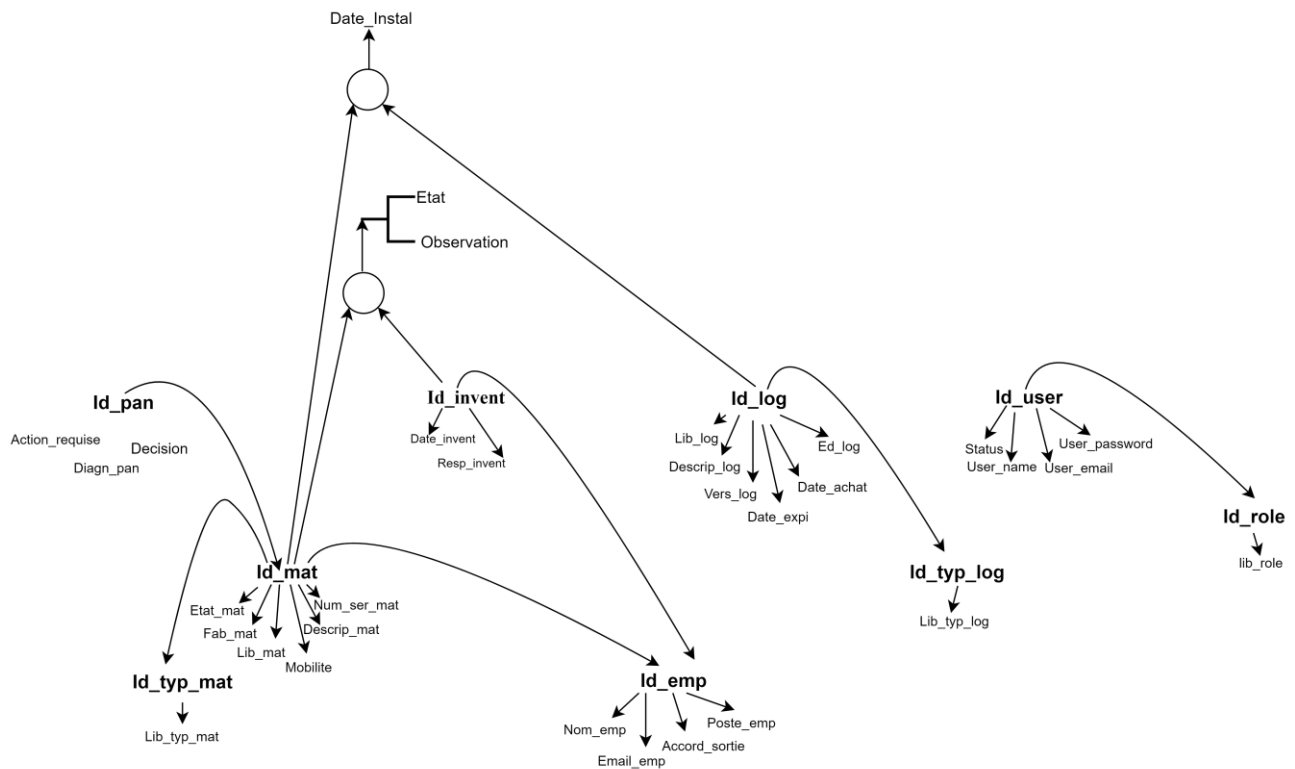 Date_Instal
Etat
Observation
Id_pan
Action_requise
Decision
Diagn_pan
Id_invent
Date_invent
Resp_invent
Id_log
Lib_log
Ed_log
Descrip_log
Vers_log
Date_achat
Date_expi
Id_user
Status
User_password
User_name
User_email
Id_role
lib_role
Id_mat
Etat_mat
Num_ser_mat
Fab_mat
Descrip_mat
Lib_mat
Mobilite
Id_typ_log
Lib_typ_log
Id_typ_mat
Lib_typ_mat
Id_emp
Nom_emp
Poste_emp
Email_emp
Accord_sortie